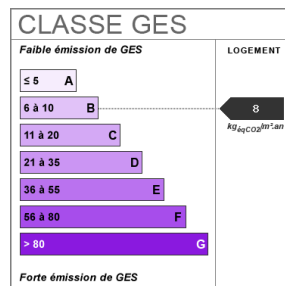 CLASSE GES
Faible émission de GES
LOGEMENT
≤ 5 A
6 à 10 B
8
kgéqCO2/m².an
11 à 20 C
21 à 35 D
36 à 55 E
56 à 80 F
> 80 G
Forte émission de GES